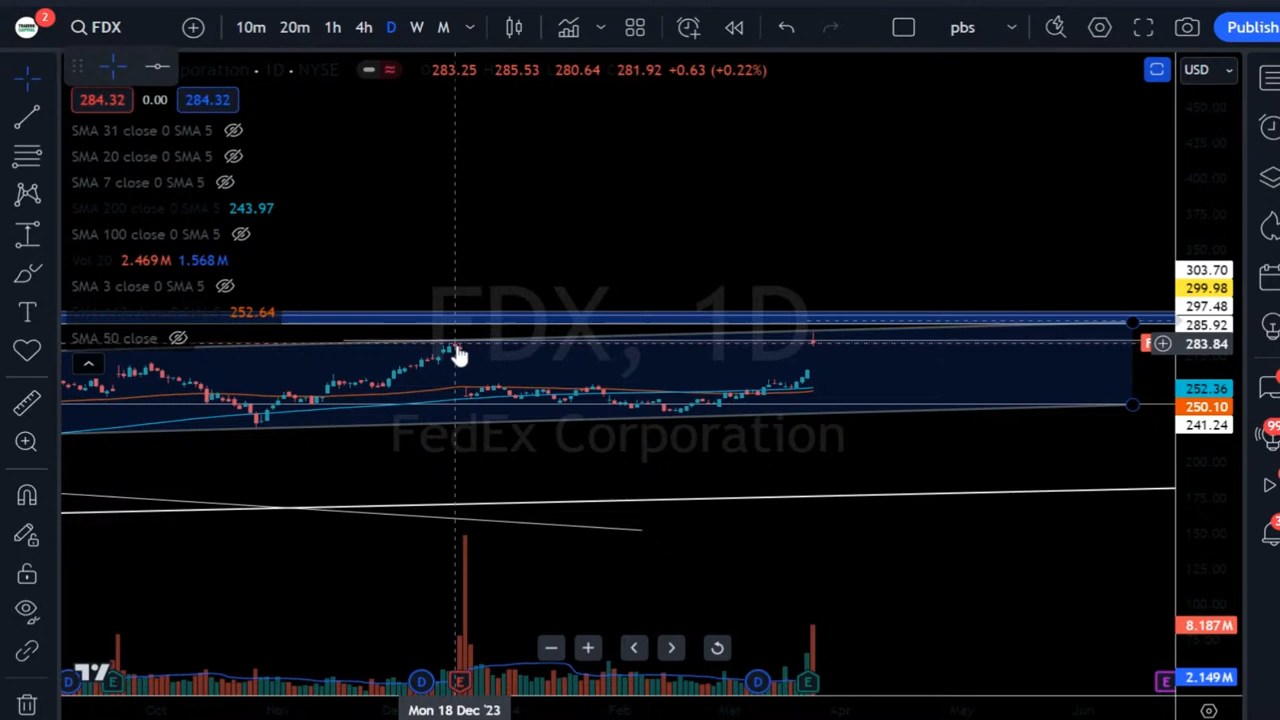 2
FDX
10m 20m 1h 4h D W M
pbs
Publish
Corporation · 1D · NYSE
283.25 285.53 280.64 281.92 +0.63 (+0.22%)
USD
284.32 0.00 284.32
SMA 31 close 0 SMA 5
SMA 20 close 0 SMA 5
SMA 7 close 0 SMA 5
SMA 200 close 0 SMA 5 243.97
SMA 100 close 0 SMA 5
Vol 20 2.469M 1.568M
SMA 3 close 0 SMA 5
252.64
SMA 50 close
FDX, 1D
FedEx Corporation
450.00
425.00
400.00
375.00
350.00
303.70
299.98
297.48
285.92
283.84
252.36
250.10
241.24
200.00
175.00
150.00
125.00
100.00
8.187M
2.149M
99
D E D E D E E
Oct Nov Mon 18 Dec '23 Feb Mar Apr May Jun